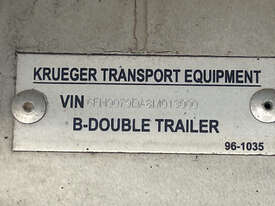 KRUEGER TRANSPORT EQUIPMENT
VIN
B-DOUBLE TRAILER
96-1035